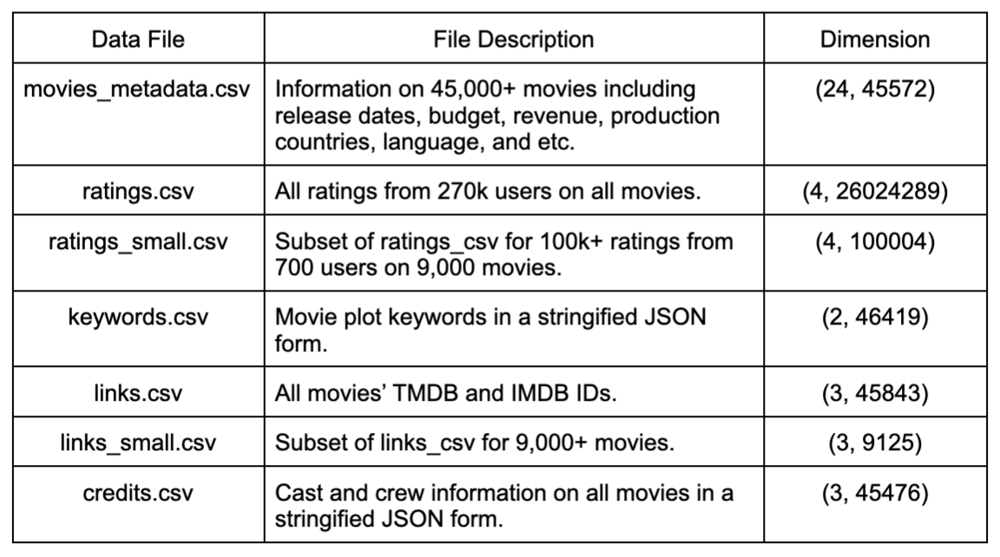 Data File File Description Dimension
movies_metadata.csv Information on 45,000+ movies including (24, 45572)
release dates, budget, revenue, production
countries, language, and etc.
ratings.csv All ratings from 270k users on all movies. (4, 26024289)
ratings_small.csv Subset of ratings_csv for 100k+ ratings from (4, 100004)
700 users on 9,000 movies.
keywords.csv Movie plot keywords in a stringified JSON (2, 46419)
form.
links.csv All movies’ TMDB and IMDB IDs. (3, 45843)
links_small.csv Subset of links_csv for 9,000+ movies. (3, 9125)
credits.csv Cast and crew information on all movies in a (3, 45476)
stringified JSON form.